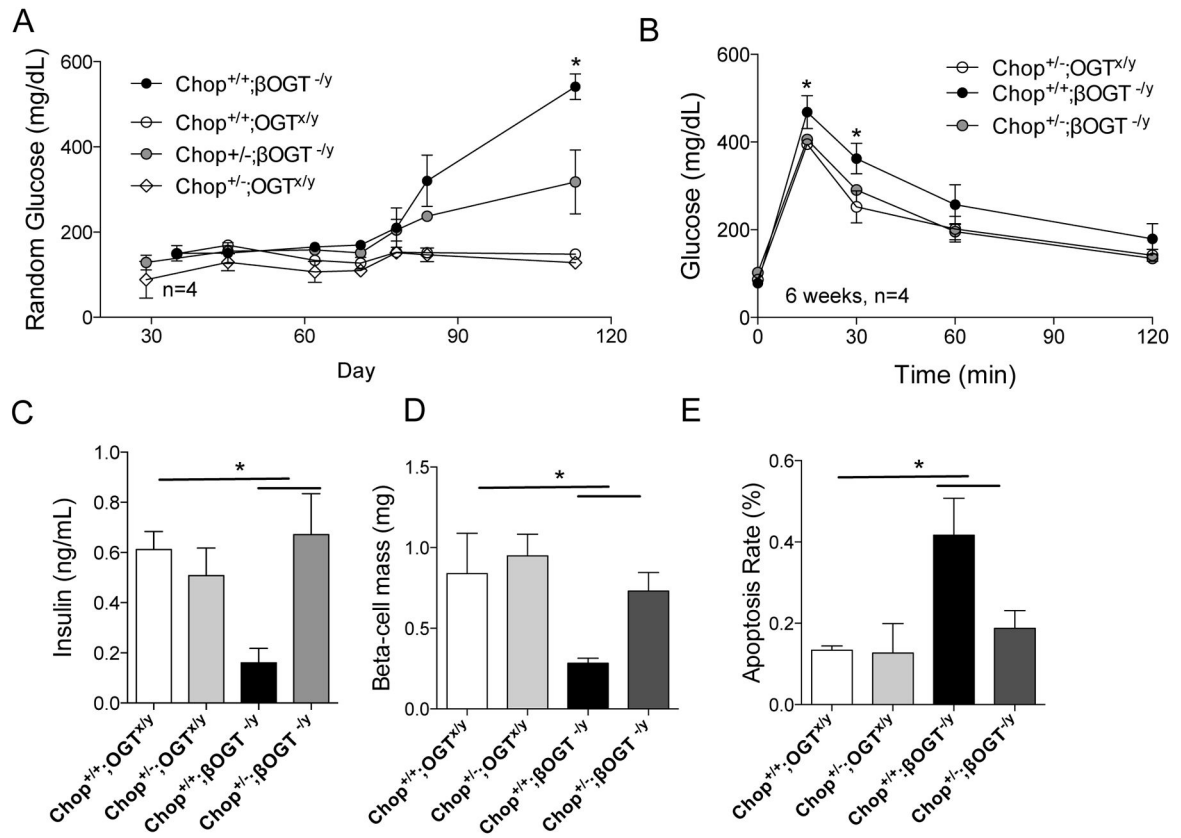 A
Random Glucose (mg/dL)
600
400
200
0
30
60
90
120
Day
Chop+/+;βOGT -/y
Chop+/+;OGTx/y
Chop+/-;βOGT -/y
Chop+/-;OGTx/y
n=4
*
B
Glucose (mg/dL)
600
400
200
0
0
30
60
90
120
Time (min)
Chop+/-;OGTx/y
Chop+/+;βOGT -/y
Chop+/-;βOGT -/y
*
*
6 weeks, n=4
C
Insulin (ng/mL)
1.0
0.8
0.6
0.4
0.2
0.0
*
Chop+/+;OGTx/y
Chop+/-;OGTx/y
Chop+/+;βOGT -/y
Chop+/-;βOGT -/y
D
Beta-cell mass (mg)
1.5
1.0
0.5
0.0
*
Chop+/+;OGTx/y
Chop+/-;OGTx/y
Chop+/+;βOGT -/y
Chop+/-;βOGT -/y
E
Apoptosis Rate (%)
0.6
0.4
0.2
0.0
*
Chop+/+;OGTx/y
Chop+/-;OGTx/y
Chop+/+;βOGT-/y
Chop+/-;βOGT -/y